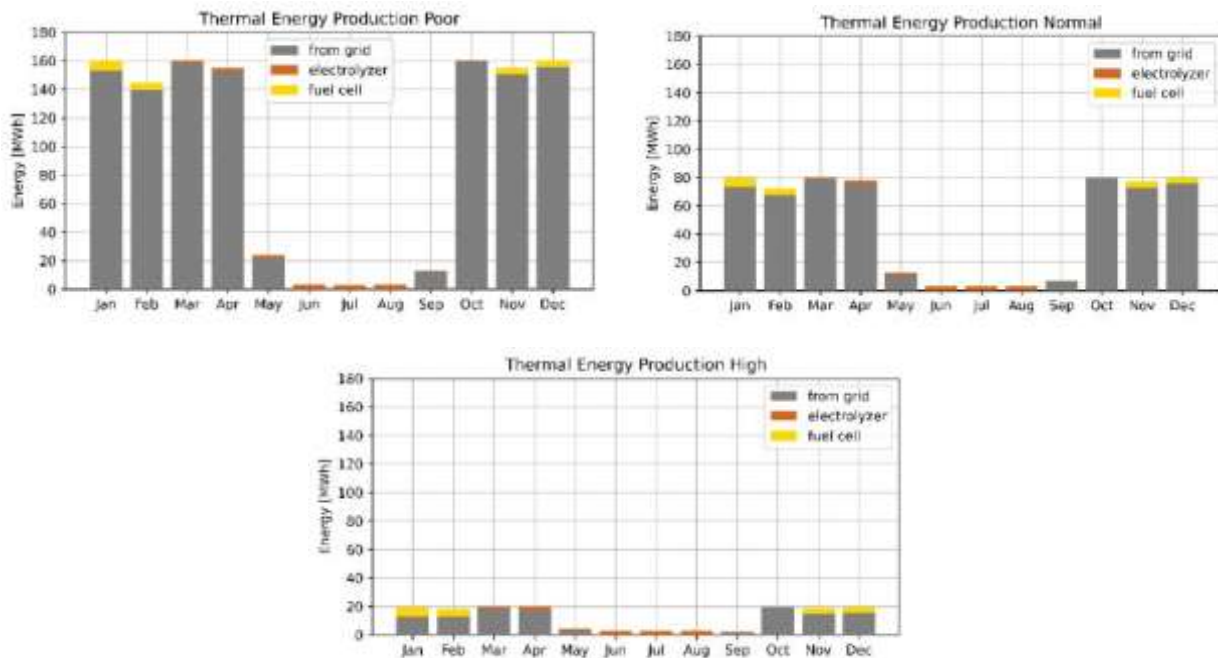 Thermal Energy Production Poor
180
160
140
120
100
80
60
40
20
0
Energy [MWh]
from grid
electrolyzer
fuel cell
Jan Feb Mar Apr May Jun Jul Aug Sep Oct Nov Dec
Thermal Energy Production Normal
180
160
140
120
100
80
60
40
20
0
Energy [MWh]
from grid
electrolyzer
fuel cell
Jan Feb Mar Apr May Jun Jul Aug Sep Oct Nov Dec
Thermal Energy Production High
180
160
140
120
100
80
60
40
20
0
Energy [MWh]
from grid
electrolyzer
fuel cell
Jan Feb Mar Apr May Jun Jul Aug Sep Oct Nov Dec